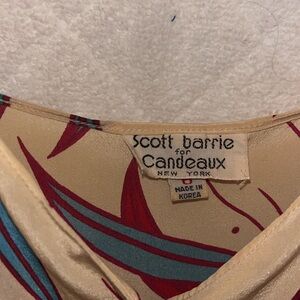 Scott barrie
for
Candeaux
NEW YORK
MADE IN
KOREA